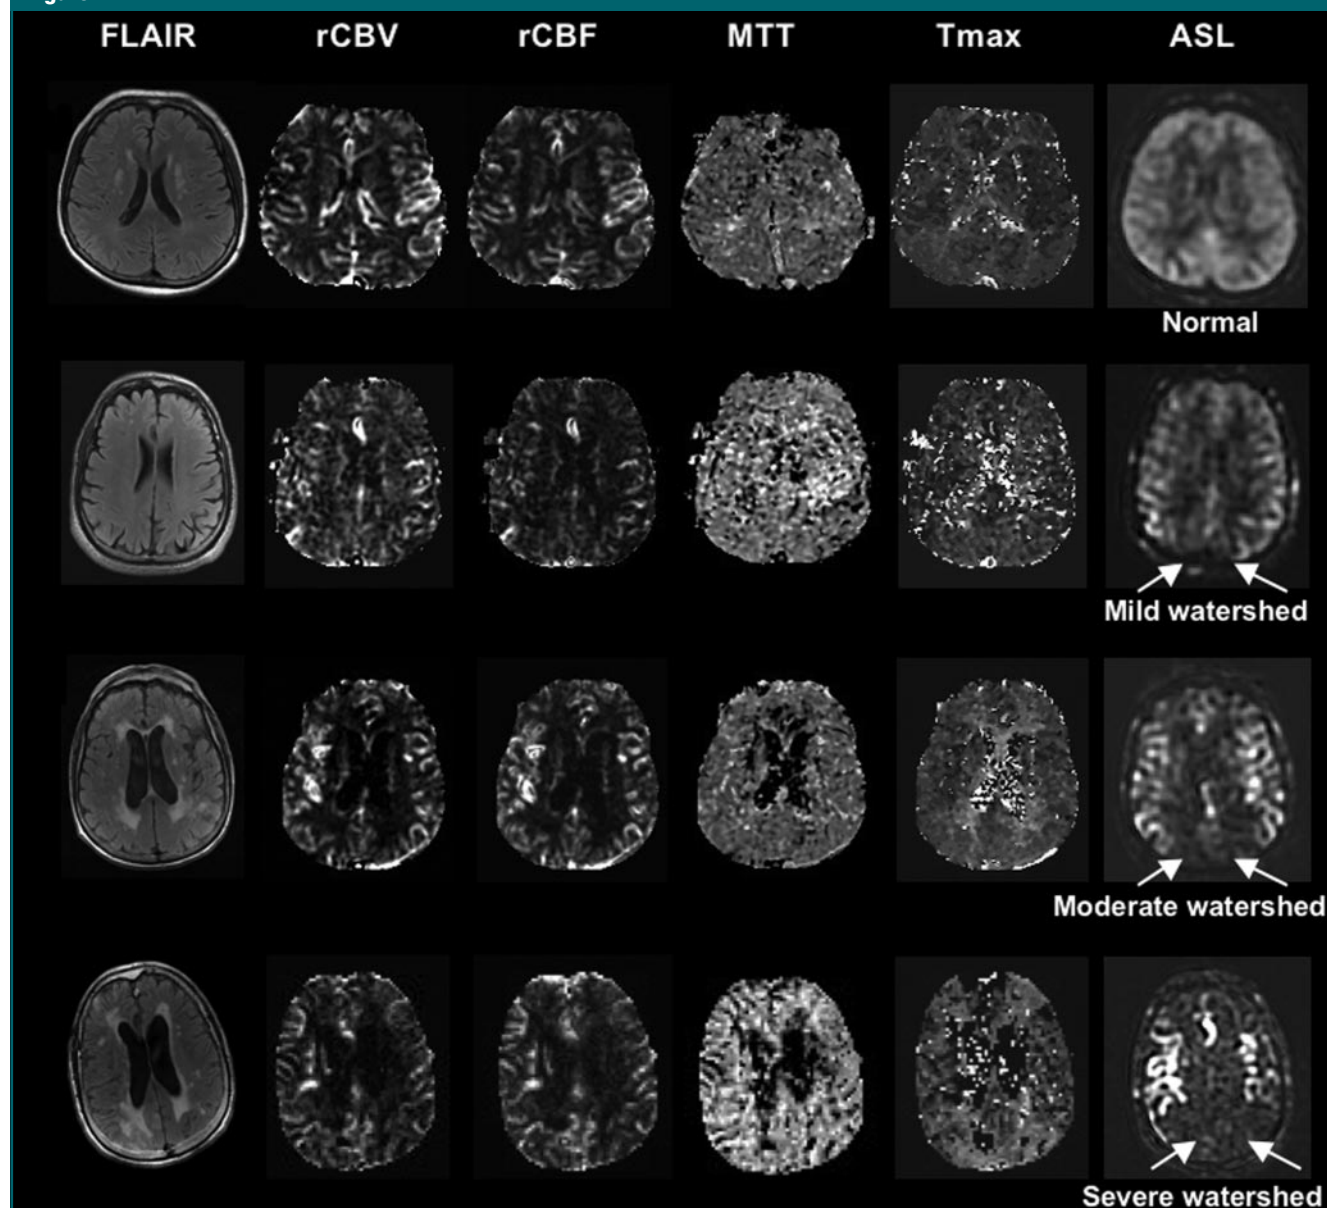 FLAIR rCBV rCBF MTT Tmax ASL
Normal
Mild watershed
Moderate watershed
Severe watershed